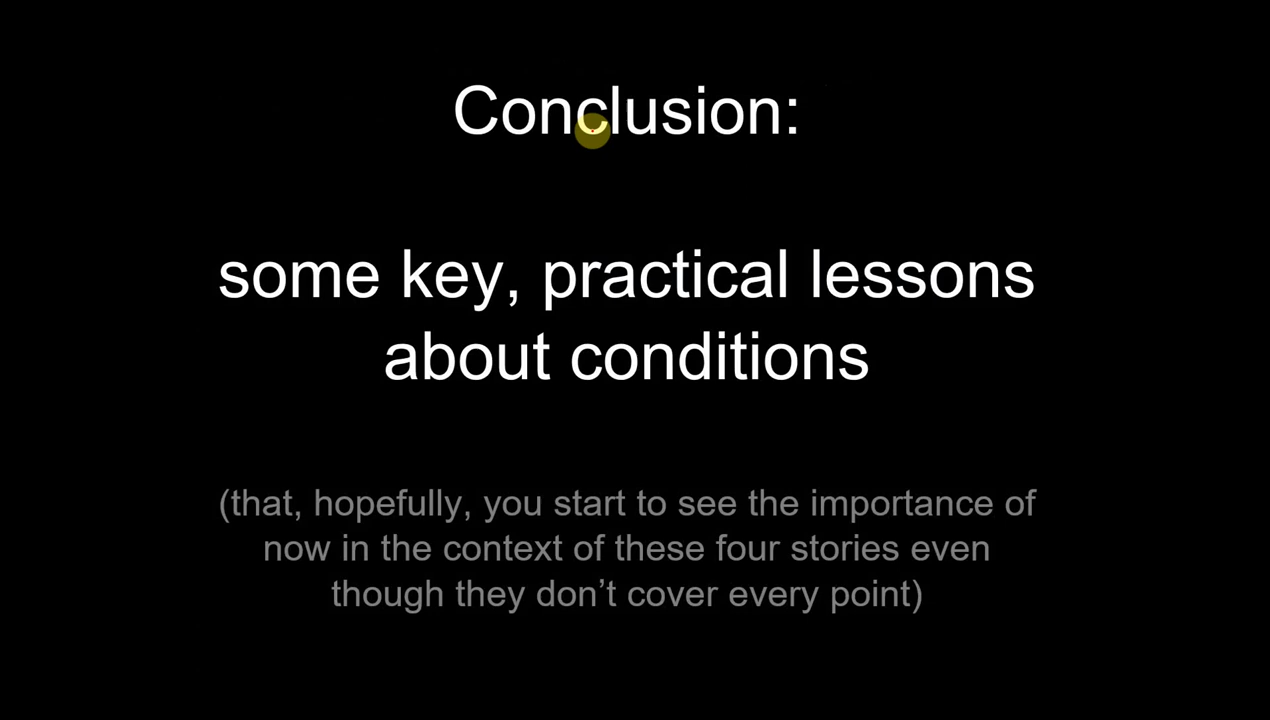 Conclusion:
some key, practical lessons
about conditions
(that, hopefully, you start to see the importance of
now in the context of these four stories even
though they don’t cover every point)